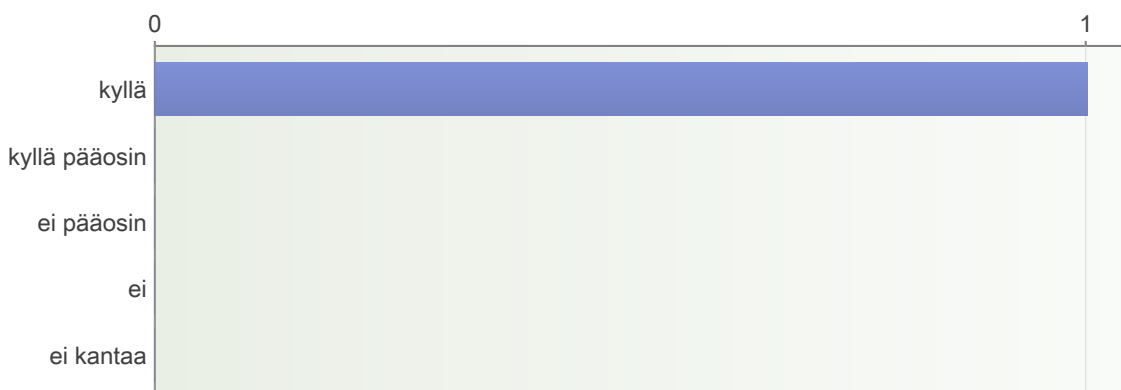 0 1
kyllä
kyllä pääosin
ei pääosin
ei
ei kantaa